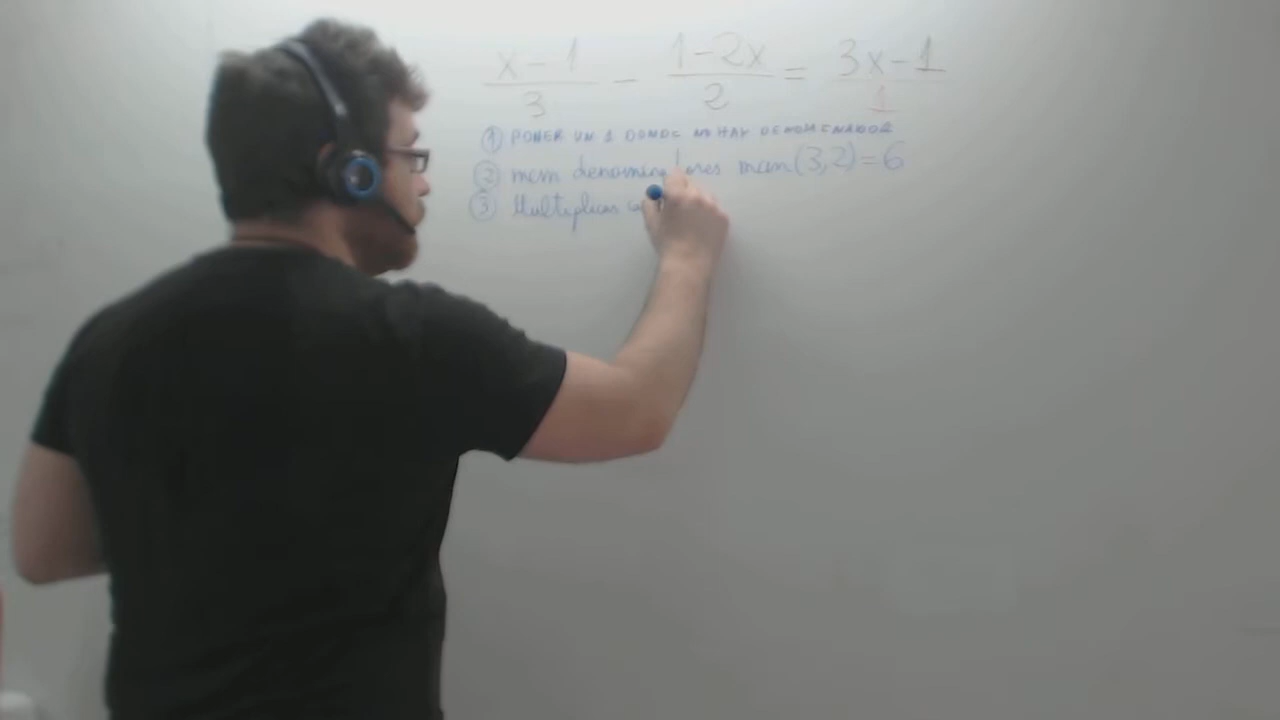 x-1/3 - 1-2x/2 = 3x-1/1
① PONER UN 1 DONDE NO HAY DENOMINADOR
② mcm denominadores mcm(3,2)=6
③ Multiplicar